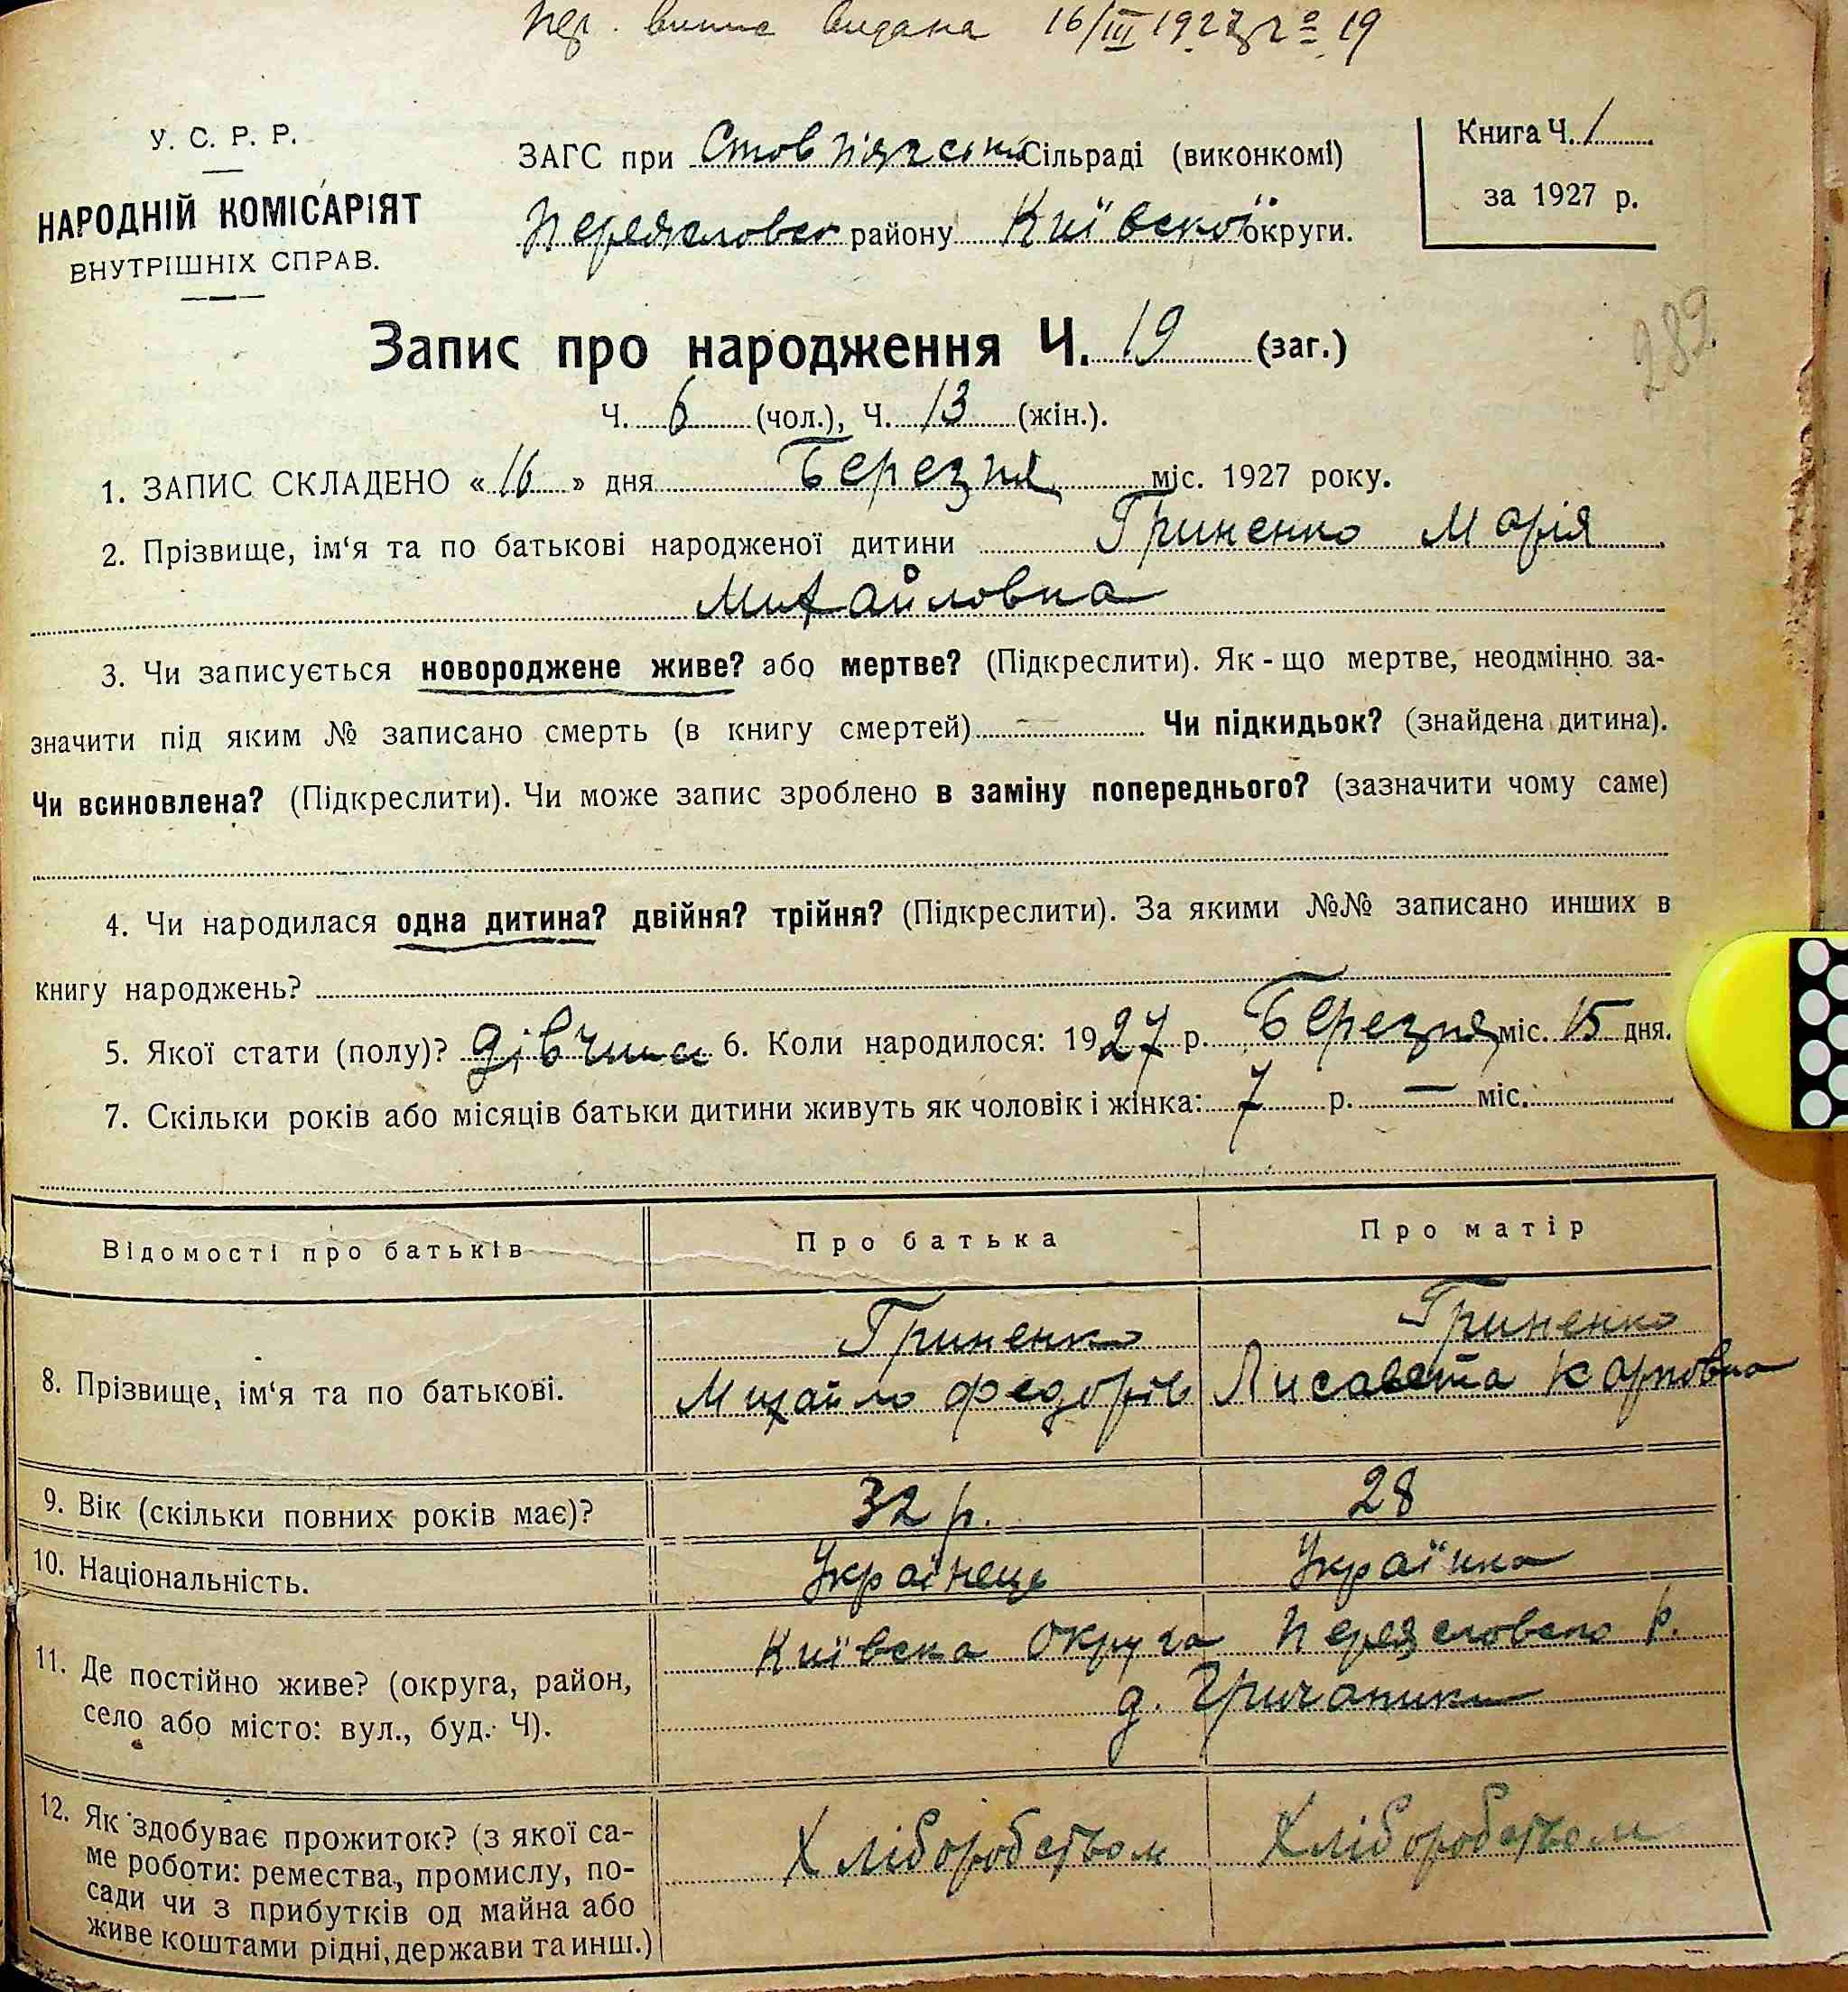 Пер. випис видана 16/III 1927 р № 19
У. С. Р. Р.
НАРОДНІЙ КОМІСАРІЯТ
ВНУТРІШНІХ СПРАВ.
ЗАГС при Стовпʼягській Сільраді (виконкомі)
Переясловсь району Київської округи.
Книга Ч. 1
за 1927 р.
289
Запис про народження Ч. 19 (заг.)
Ч. 6 (чол.), Ч. 13 (жін.).
1. ЗАПИС СКЛАДЕНО «16» дня Березня міс. 1927 року.
2. Прізвище, ім‘я та по батькові народженої дитини Гриненко Марія
Михайловна
3. Чи записується новороджене живе? або мертве? (Підкреслити). Як-що мертве, неодмінно за-
значити під яким № записано смерть (в книгу смертей) — Чи підкидьок? (знайдена дитина).
Чи всиновлена? (Підкреслити). Чи може запис зроблено в заміну попереднього? (зазначити чому саме)
4. Чи народилася одна дитина? двійня? трійня? (Підкреслити). За якими №№ записано инших в
книгу народжень?
5. Якої стати (полу)? дівчина 6. Коли народилося: 1927 р. Березня міс. 15 дня.
7. Скільки років або місяців батьки дитини живуть як чоловік і жінка: 7 р. — міс.
Відомості про батьків Про батька Про матір
8. Прізвище, ім‘я та по батькові. Гриненко Михайло Федорів Гриненко Лисавета Карповна
9. Вік (скільки повних років має)? 32 р. 28
10. Національність. Українець Українка
11. Де постійно живе? (округа, район, Київська Округа Переясловсько р.
село або місто: вул., буд. Ч). д. Гричаники
12. Як здобуває прожиток? (з якої са- Хліборобством Хліборобством
ме роботи: ремества, промислу, по-
сади чи з прибутків од майна або
живе коштами рідні, держави та инш.)